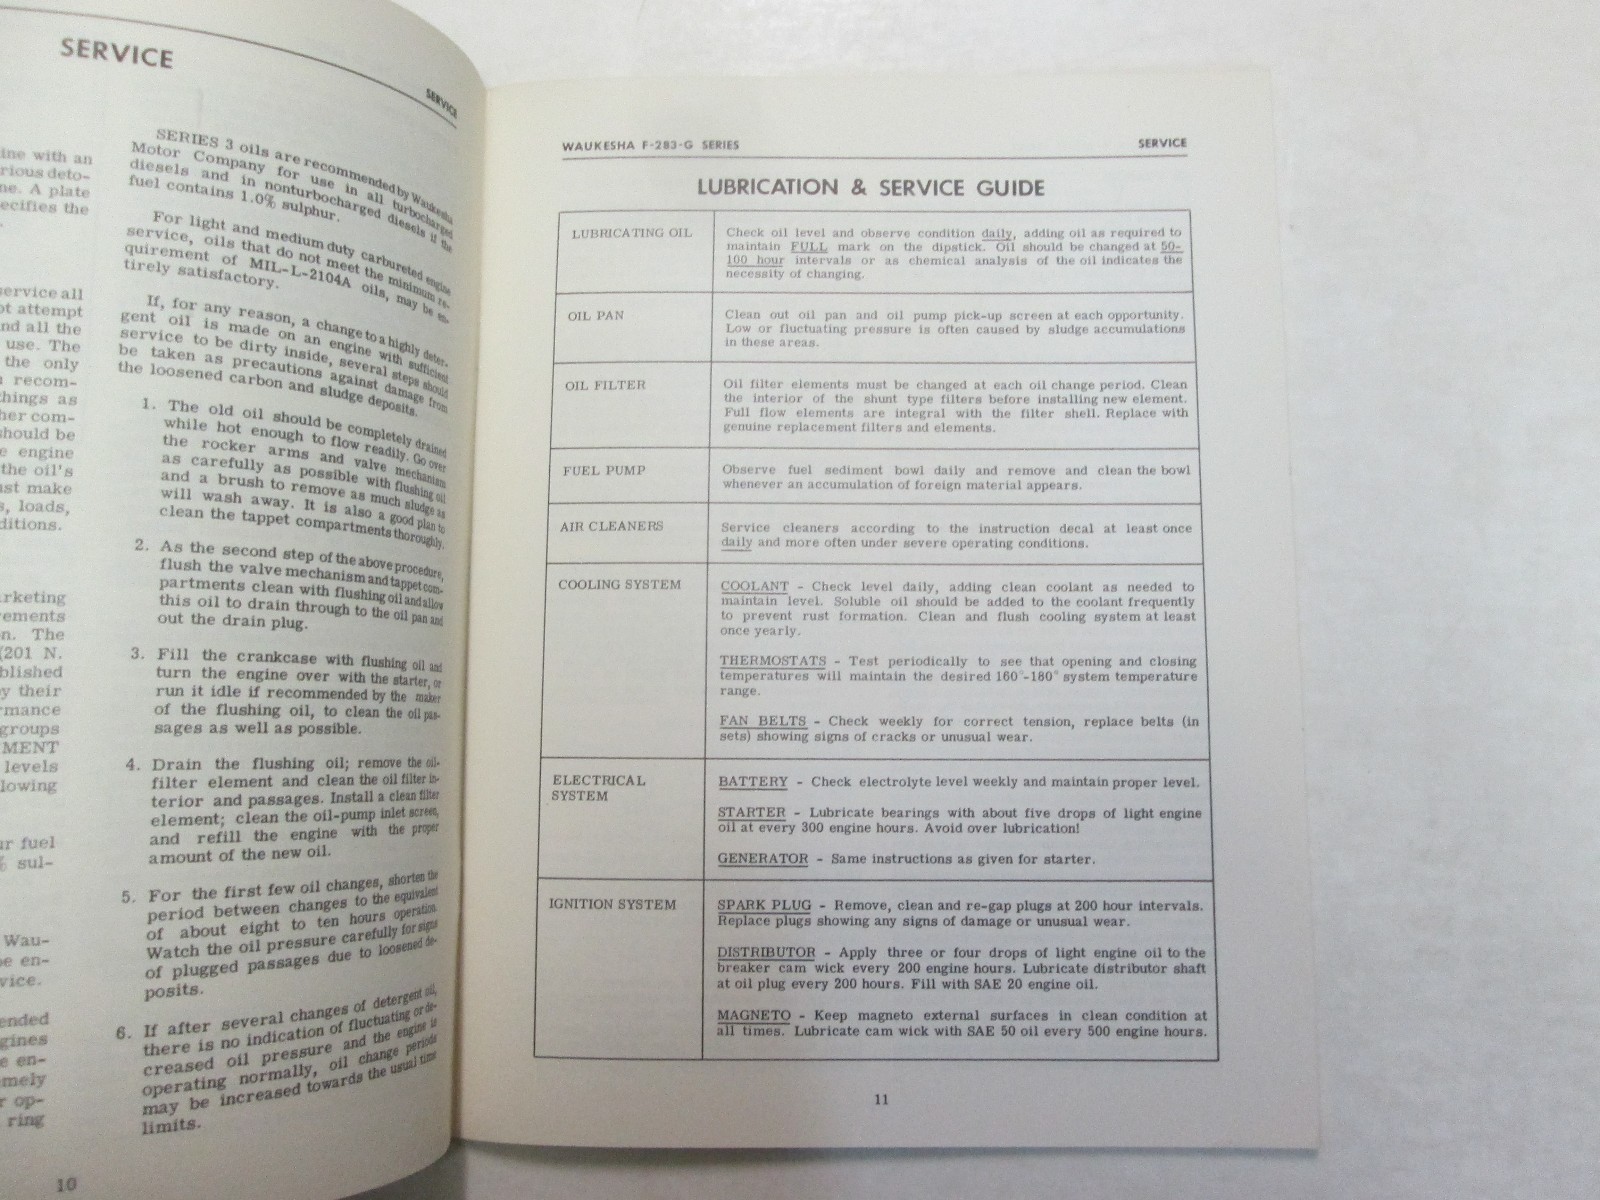 SERVICE
SERVICE
ine with an
rious deto-
ne. A plate
ecifies the
ervice all
ot attempt
nd all the
use. The
the only
recom-
hings as
her com-
hould be
e engine
the oil's
ust make
s, loads,
ditions.
rketing
ements
n. The
(201 N.
blished
y their
rmance
groups
MENT
levels
lowing
ur fuel
% sul-
Wau-
e en-
vice.
ended
gines
e en-
mely
r op-
ring
10
SERIES 3 oils are recommended by Waukesha
Motor Company for use in all turbocharged
diesels and in nonturbocharged diesels if the
fuel contains 1.0% sulphur.
For light and medium duty carbureted engine
service, oils that do not meet the minimum re-
quirement of MIL-L-2104A oils, may be en-
tirely satisfactory.
If, for any reason, a change to a highly deter-
gent oil is made on an engine with sufficient
service to be dirty inside, several steps should
be taken as precautions against damage from
the loosened carbon and sludge deposits.
1. The old oil should be completely drained
while hot enough to flow readily. Go over
the rocker arms and valve mechanism
as carefully as possible with flushing oil
and a brush to remove as much sludge as
will wash away. It is also a good plan to
clean the tappet compartments thoroughly.
2. As the second step of the above procedure,
flush the valve mechanism and tappet com-
partments clean with flushing oil and allow
this oil to drain through to the oil pan and
out the drain plug.
3. Fill the crankcase with flushing oil and
turn the engine over with the starter, or
run it idle if recommended by the maker
of the flushing oil, to clean the oil pas-
sages as well as possible.
4. Drain the flushing oil; remove the oil-
filter element and clean the oil filter in-
terior and passages. Install a clean filter
element; clean the oil-pump inlet screen,
and refill the engine with the proper
amount of the new oil.
5. For the first few oil changes, shorten the
period between changes to the equivalent
of about eight to ten hours operation.
Watch the oil pressure carefully for signs
of plugged passages due to loosened de-
posits.
6. If after several changes of detergent oil,
there is no indication of fluctuating or de-
creased oil pressure and the engine is
operating normally, oil change periods
may be increased towards the usual time
limits.
WAUKESHA F-283-G SERIES SERVICE
LUBRICATION & SERVICE GUIDE
LUBRICATING OIL Check oil level and observe condition daily, adding oil as required to
maintain FULL mark on the dipstick. Oil should be changed at 50-
100 hour intervals or as chemical analysis of the oil indicates the
necessity of changing.
OIL PAN Clean out oil pan and oil pump pick-up screen at each opportunity.
Low or fluctuating pressure is often caused by sludge accumulations
in these areas.
OIL FILTER Oil filter elements must be changed at each oil change period. Clean
the interior of the shunt type filters before installing new element.
Full flow elements are integral with the filter shell. Replace with
genuine replacement filters and elements.
FUEL PUMP Observe fuel sediment bowl daily and remove and clean the bowl
whenever an accumulation of foreign material appears.
AIR CLEANERS Service cleaners according to the instruction decal at least once
daily and more often under severe operating conditions.
COOLING SYSTEM COOLANT - Check level daily, adding clean coolant as needed to
maintain level. Soluble oil should be added to the coolant frequently
to prevent rust formation. Clean and flush cooling system at least
once yearly.
THERMOSTATS - Test periodically to see that opening and closing
temperatures will maintain the desired 160°-180° system temperature
range.
FAN BELTS - Check weekly for correct tension, replace belts (in
sets) showing signs of cracks or unusual wear.
ELECTRICAL BATTERY - Check electrolyte level weekly and maintain proper level.
SYSTEM
STARTER - Lubricate bearings with about five drops of light engine
oil at every 300 engine hours. Avoid over lubrication!
GENERATOR - Same instructions as given for starter.
IGNITION SYSTEM SPARK PLUG - Remove, clean and re-gap plugs at 200 hour intervals.
Replace plugs showing any signs of damage or unusual wear.
DISTRIBUTOR - Apply three or four drops of light engine oil to the
breaker cam wick every 200 engine hours. Lubricate distributor shaft
at oil plug every 200 hours. Fill with SAE 20 engine oil.
MAGNETO - Keep magneto external surfaces in clean condition at
all times. Lubricate cam wick with SAE 50 oil every 500 engine hours.
11